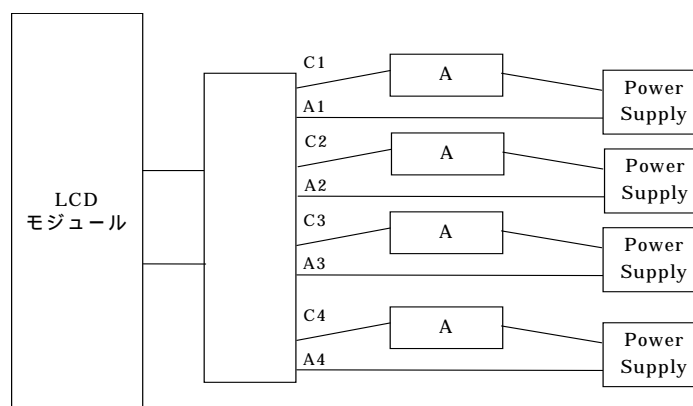 C1
A
Power
Supply
A1
C2
A
Power
Supply
A2
LCD
モジュール
C3
A
Power
Supply
A3
C4
A
Power
Supply
A4